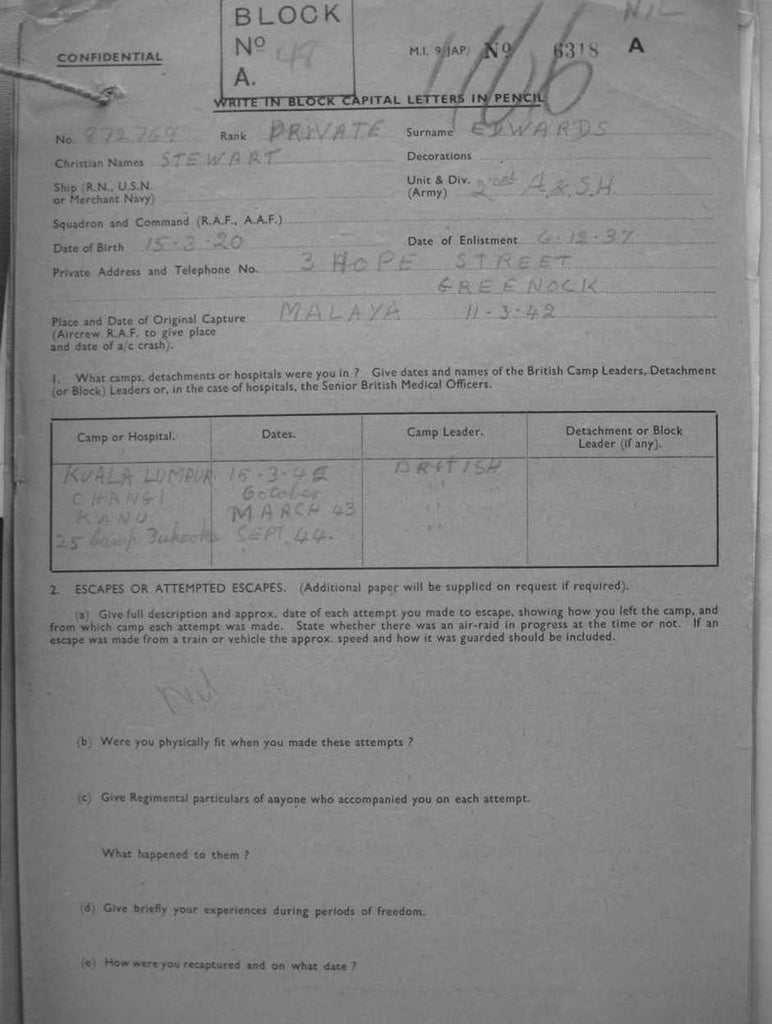 BLOCK
Nº 48
A.
NIL
CONFIDENTIAL
M.I. 9/JAP/ Nº 6318 A
WRITE IN BLOCK CAPITAL LETTERS IN PENCIL
No. 872769 Rank PRIVATE Surname EDWARDS
Christian Names STEWART Decorations
Ship (R.N., U.S.N.
or Merchant Navy)
Unit & Div. 2nd A&SH.
(Army)
Squadron and Command (R.A.F., A.A.F.)
Date of Birth 15-3-20 Date of Enlistment 6-12-37
Private Address and Telephone No. 3 HOPE STREET
GREENOCK
Place and Date of Original Capture MALAYA 11-3-42
(Aircrew R.A.F. to give place
and date of a/c crash).
1. What camps, detachments or hospitals were you in ? Give dates and names of the British Camp Leaders, Detachment
(or Block) Leaders or, in the case of hospitals, the Senior British Medical Officers.
Camp or Hospital. Dates. Camp Leader. Detachment or Block
Leader (if any).
KUALA LUMPUR 15-3-42 BRITISH
CHANGI October "
KANU MARCH 43 "
25 Camp SEPT. 44.
2. ESCAPES OR ATTEMPTED ESCAPES. (Additional paper will be supplied on request if required).
(a) Give full description and approx. date of each attempt you made to escape, showing how you left the camp, and
from which camp each attempt was made. State whether there was an air-raid in progress at the time or not. If an
escape was made from a train or vehicle the approx. speed and how it was guarded should be included.
Nil
(b) Were you physically fit when you made these attempts ?
(c) Give Regimental particulars of anyone who accompanied you on each attempt.
What happened to them ?
(d) Give briefly your experiences during periods of freedom.
(e) How were you recaptured and on what date ?